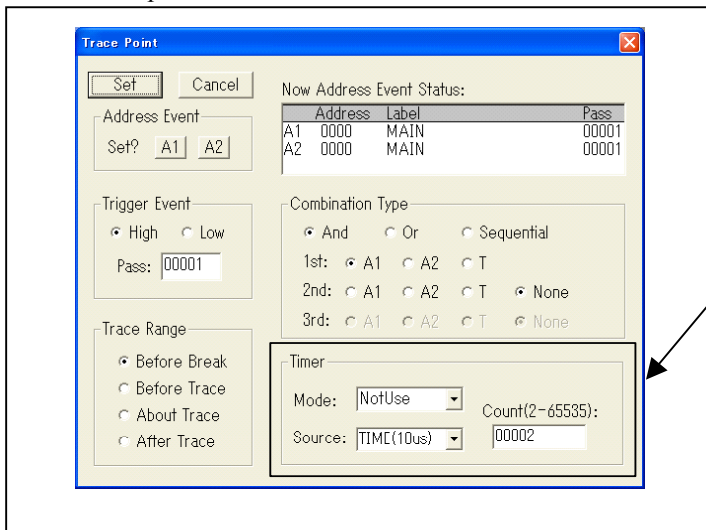 Trace Point
Set Cancel
Address Event
Set? A1 A2
Now Address Event Status:
Address Label Pass
A1 0000 MAIN 00001
A2 0000 MAIN 00001
Trigger Event
High Low
Pass: 00001
Combination Type
And Or Sequential
1st: A1 A2 T
2nd: A1 A2 T None
3rd: A1 A2 T None
Trace Range
Before Break
Before Trace
About Trace
After Trace
Timer
Mode: NotUse
Count(2-65535):
Source: TIME(10us) 00002